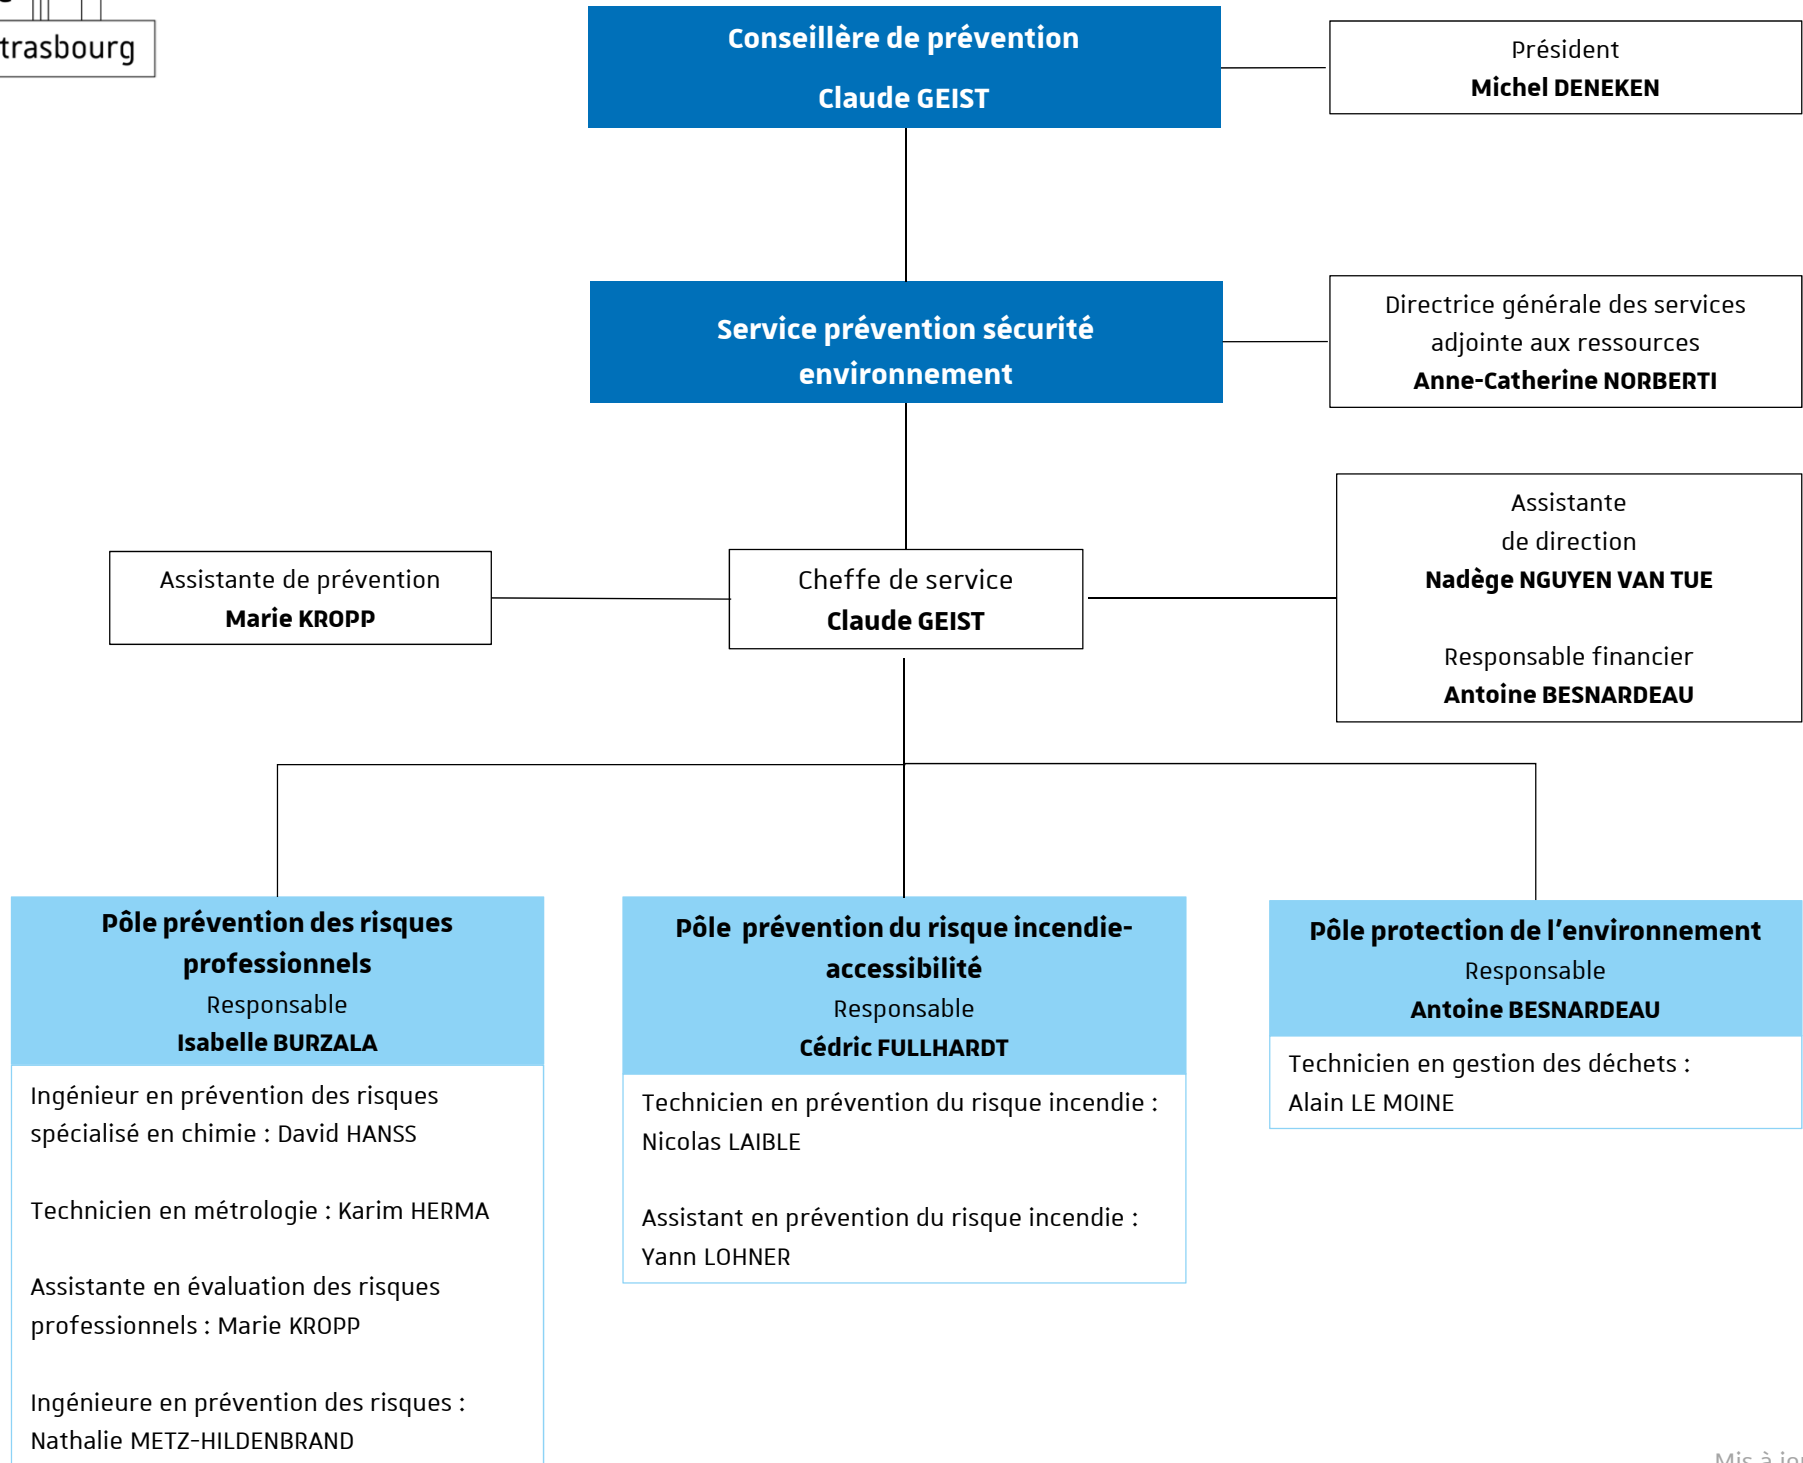 trasbourg
Conseillère de prévention
Claude GEIST
Président
Michel DENEKEN
Service prévention sécurité
environnement
Directrice générale des services
adjointe aux ressources
Anne-Catherine NORBERTI
Assistante de prévention
Marie KROPP
Cheffe de service
Claude GEIST
Assistante
de direction
Nadège NGUYEN VAN TUE
Responsable financier
Antoine BESNARDEAU
Pôle prévention des risques
professionnels
Responsable
Isabelle BURZALA
Ingénieur en prévention des risques
spécialisé en chimie : David HANSS
Technicien en métrologie : Karim HERMA
Assistante en évaluation des risques
professionnels : Marie KROPP
Ingénieure en prévention des risques :
Nathalie METZ-HILDENBRAND
Pôle  prévention du risque incendie-
accessibilité
Responsable
Cédric FULLHARDT
Technicien en prévention du risque incendie :
Nicolas LAIBLE
Assistant en prévention du risque incendie :
Yann LOHNER
Pôle protection de l’environnement
Responsable
Antoine BESNARDEAU
Technicien en gestion des déchets :
Alain LE MOINE
Mis à jou